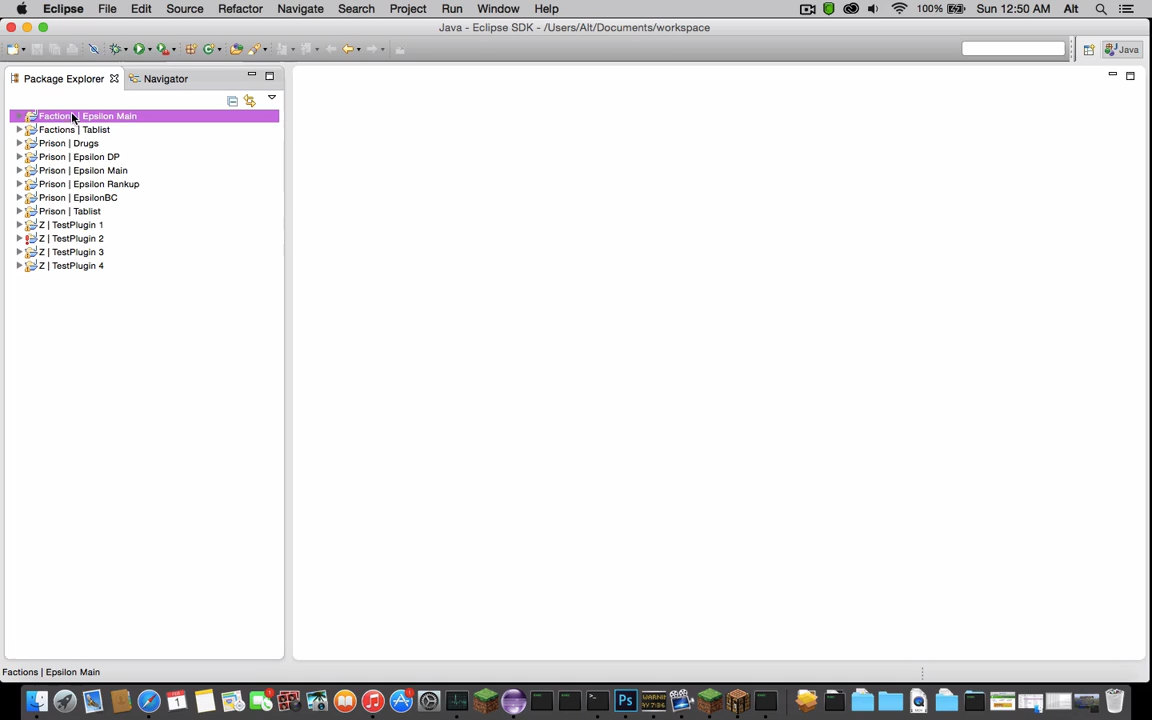 Eclipse File Edit Source Refactor Navigate Search Project Run Window Help 100% Sun 12:50 AM Alt
Java - Eclipse SDK - /Users/Alt/Documents/workspace
Java
Package Explorer Navigator
Factions | Epsilon Main
Factions | Tablist
Prison | Drugs
Prison | Epsilon DP
Prison | Epsilon Main
Prison | Epsilon Rankup
Prison | EpsilonBC
Prison | Tablist
Z | TestPlugin 1
Z | TestPlugin 2
Z | TestPlugin 3
Z | TestPlugin 4
Factions | Epsilon Main
1 Ps